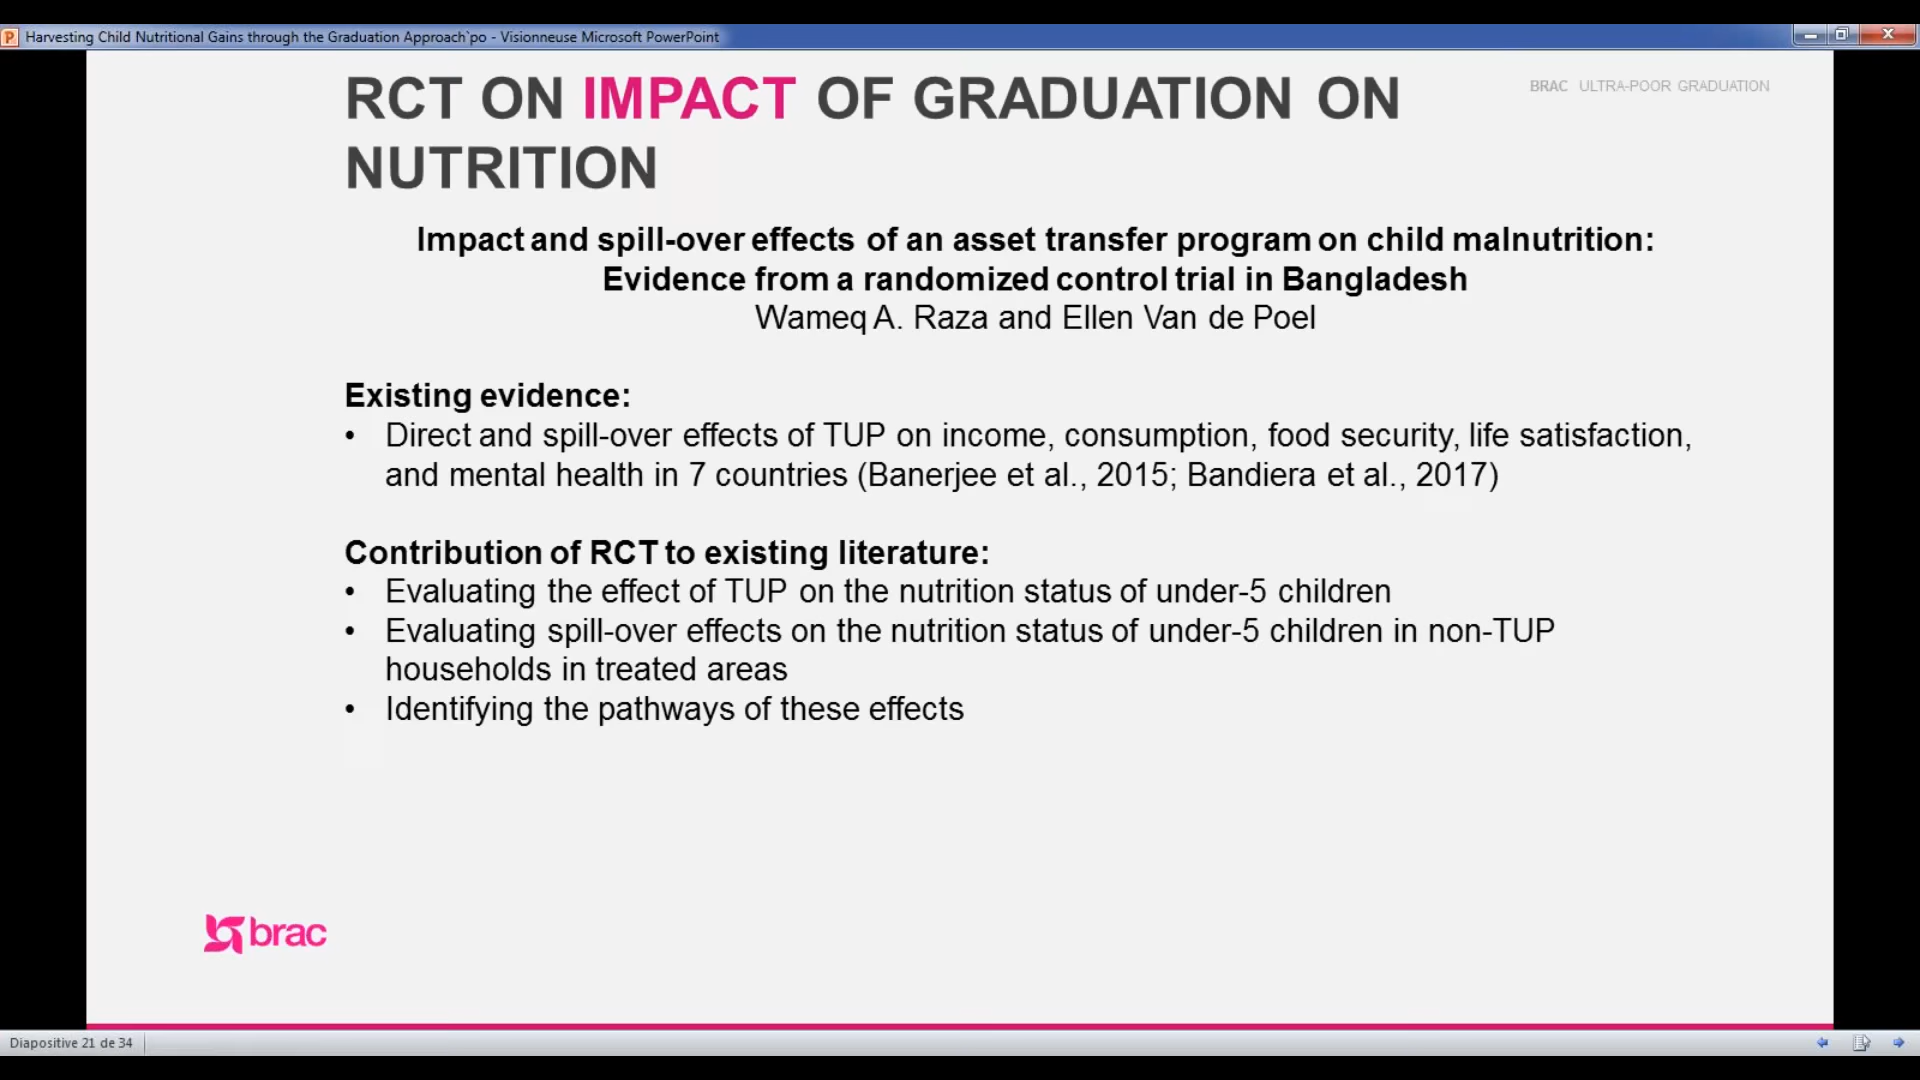 Harvesting Child Nutritional Gains through the Graduation Approach`po - Visionneuse Microsoft PowerPoint
RCT ON IMPACT OF GRADUATION ON
NUTRITION
BRAC ULTRA-POOR GRADUATION
Impact and spill-over effects of an asset transfer program on child malnutrition:
Evidence from a randomized control trial in Bangladesh
Wameq A. Raza and Ellen Van de Poel
Existing evidence:
• Direct and spill-over effects of TUP on income, consumption, food security, life satisfaction,
and mental health in 7 countries (Banerjee et al., 2015; Bandiera et al., 2017)
Contribution of RCT to existing literature:
• Evaluating the effect of TUP on the nutrition status of under-5 children
• Evaluating spill-over effects on the nutrition status of under-5 children in non-TUP
households in treated areas
• Identifying the pathways of these effects
brac
Diapositive 21 de 34